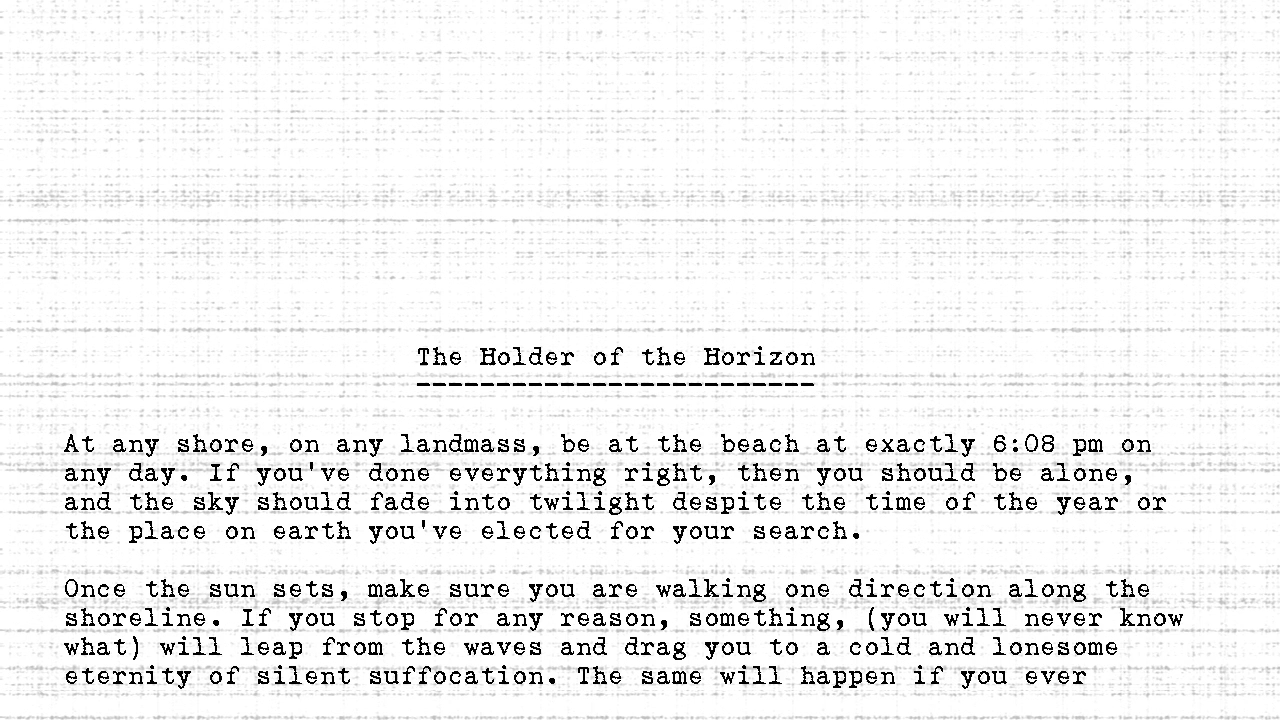 The Holder of the Horizon
-------------------------
At any shore, on any landmass, be at the beach at exactly 6:08 pm on
any day. If you've done everything right, then you should be alone,
and the sky should fade into twilight despite the time of the year or
the place on earth you've elected for your search.
Once the sun sets, make sure you are walking one direction along the
shoreline. If you stop for any reason, something, (you will never know
what) will leap from the waves and drag you to a cold and lonesome
eternity of silent suffocation. The same will happen if you ever